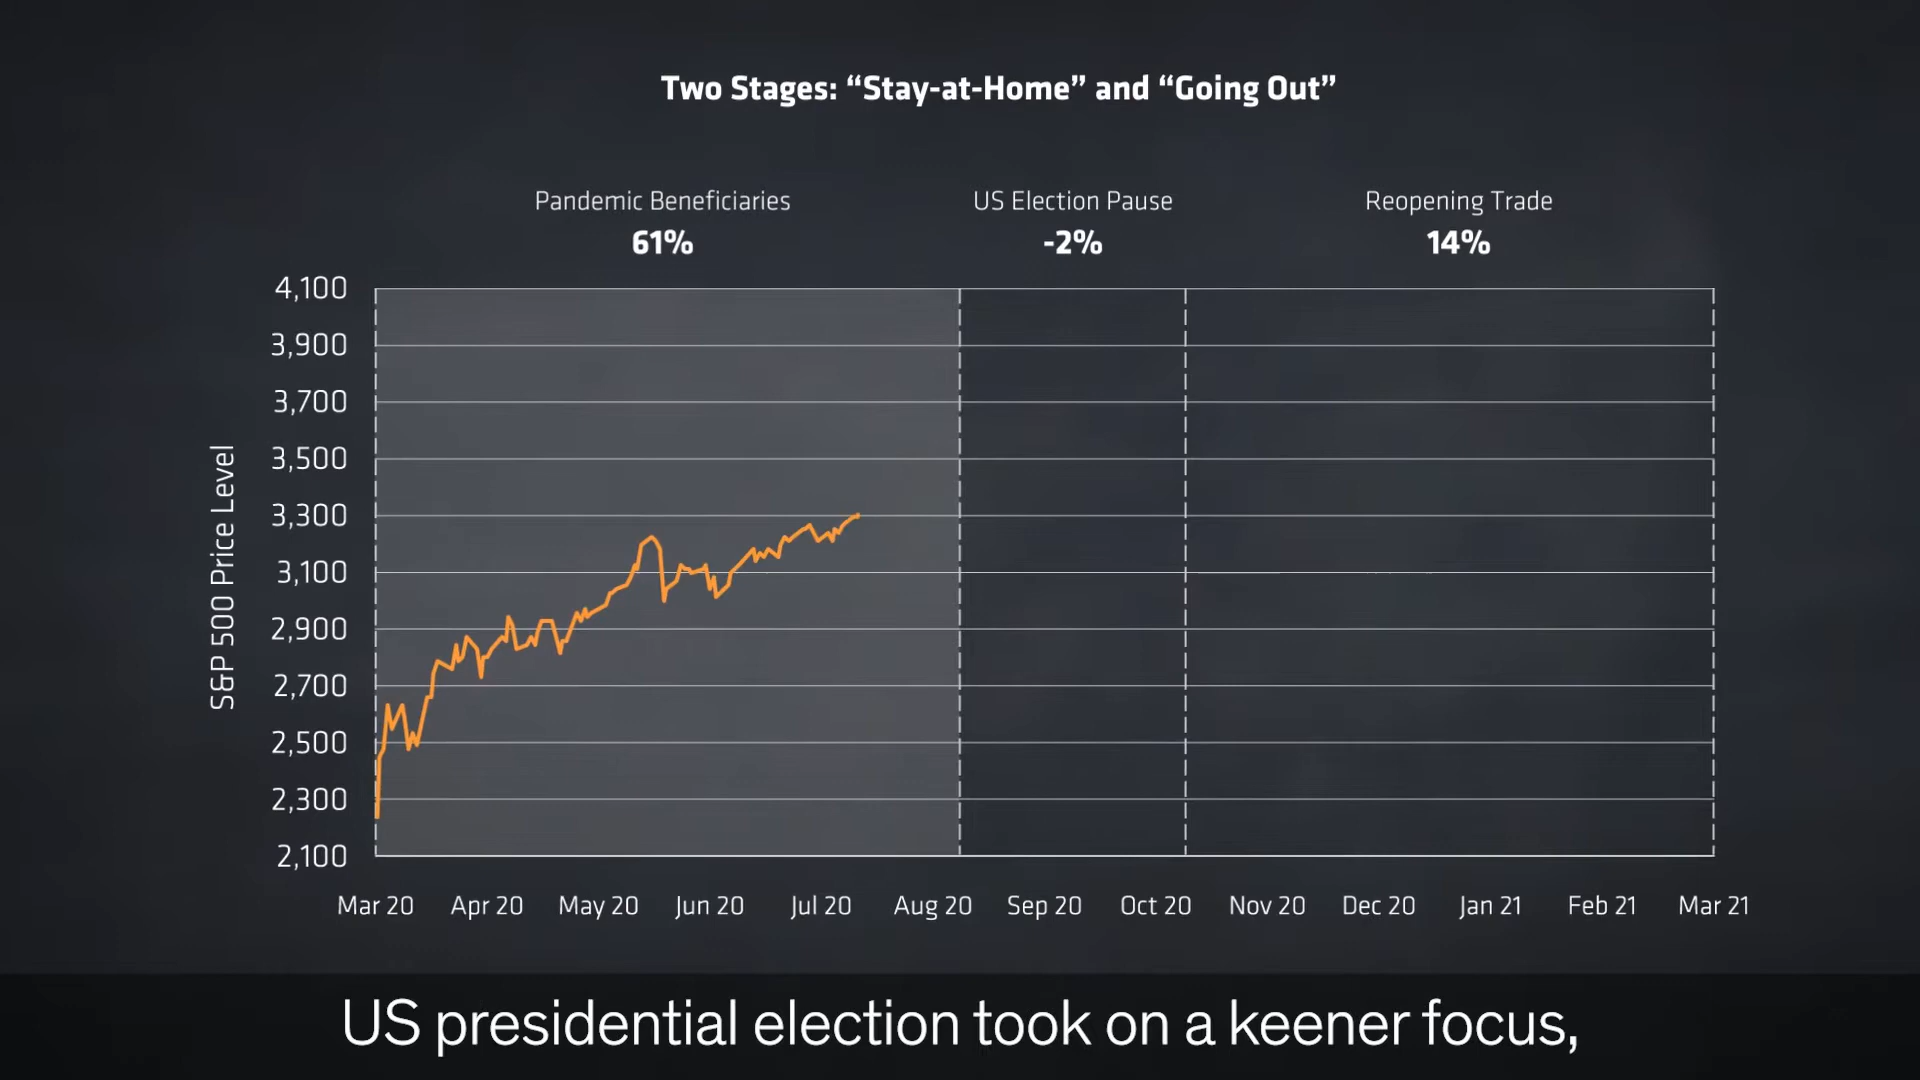 Two Stages: “Stay-at-Home” and “Going Out”
Pandemic Beneficiaries
61%
US Election Pause
-2%
Reopening Trade
14%
S&P 500 Price Level
4,100
3,900
3,700
3,500
3,300
3,100
2,900
2,700
2,500
2,300
2,100
Mar 20 Apr 20 May 20 Jun 20 Jul 20 Aug 20 Sep 20 Oct 20 Nov 20 Dec 20 Jan 21 Feb 21 Mar 21
US presidential election took on a keener focus,